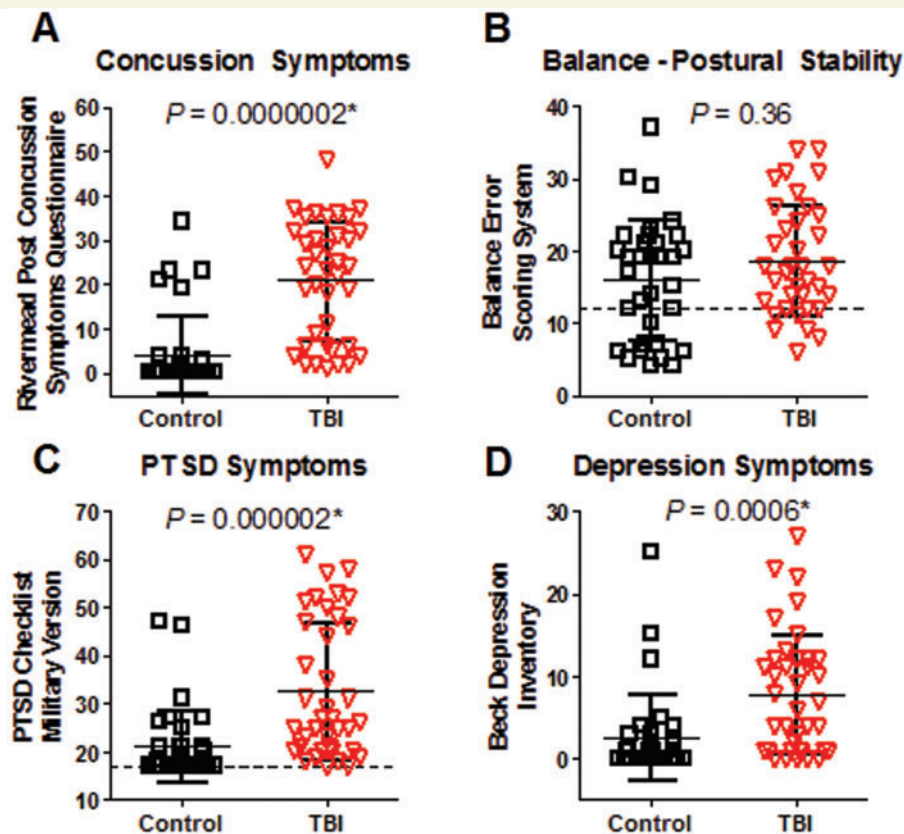 A
Concussion Symptoms
P = 0.0000002*
Rivermead Post Concussion
Symptoms Questionnaire
60
50
40
30
20
10
0
Control
TBI
B
Balance - Postural Stability
P = 0.36
Balance Error
Scoring System
40
30
20
10
0
Control
TBI
C
PTSD Symptoms
P = 0.000002*
PTSD Checklist
Military Version
70
60
50
40
30
20
10
Control
TBI
D
Depression Symptoms
P = 0.0006*
Beck Depression
Inventory
30
20
10
0
Control
TBI